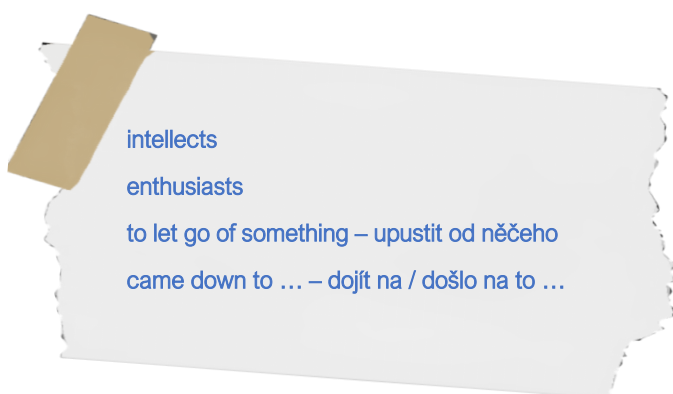 intellects
enthusiasts
to let go of something – upustit od něčeho
came down to … – dojít na / došlo na to …